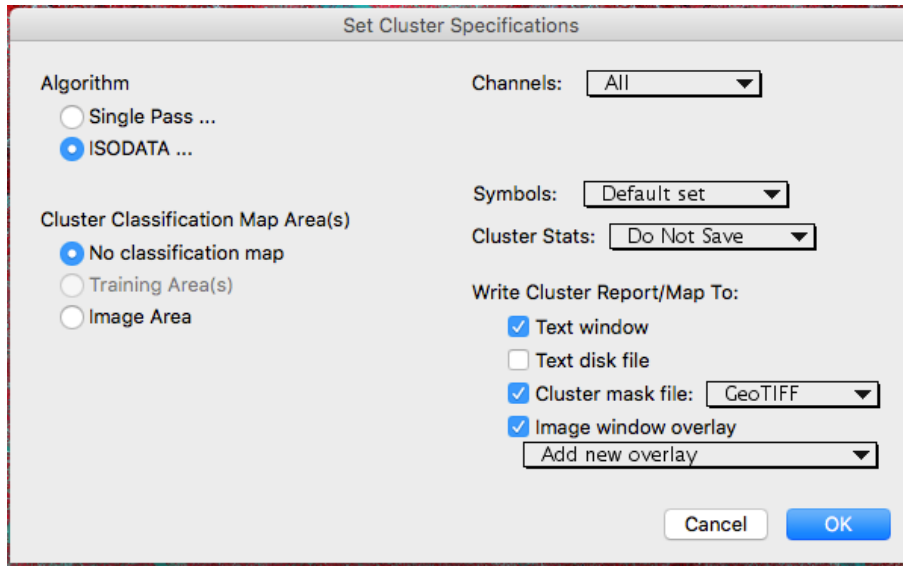 Set Cluster Specifications
Algorithm
Single Pass ...
ISODATA ...
Cluster Classification Map Area(s)
No classification map
Training Area(s)
Image Area
Channels: All
Symbols: Default set
Cluster Stats: Do Not Save
Write Cluster Report/Map To:
Text window
Text disk file
Cluster mask file: GeoTIFF
Image window overlay
Add new overlay
Cancel OK